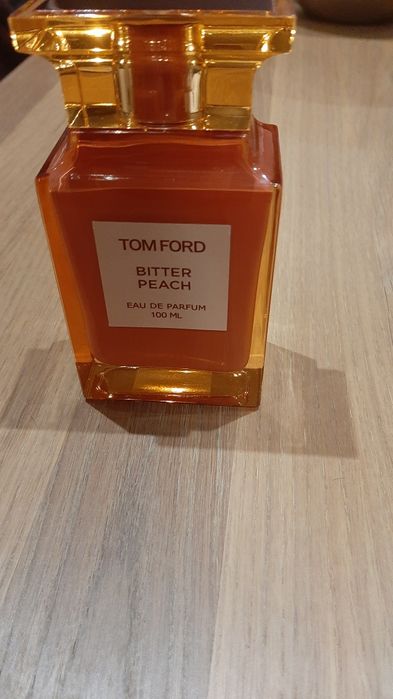 TOM FORD
BITTER
PEACH
EAU DE PARFUM
100 ML